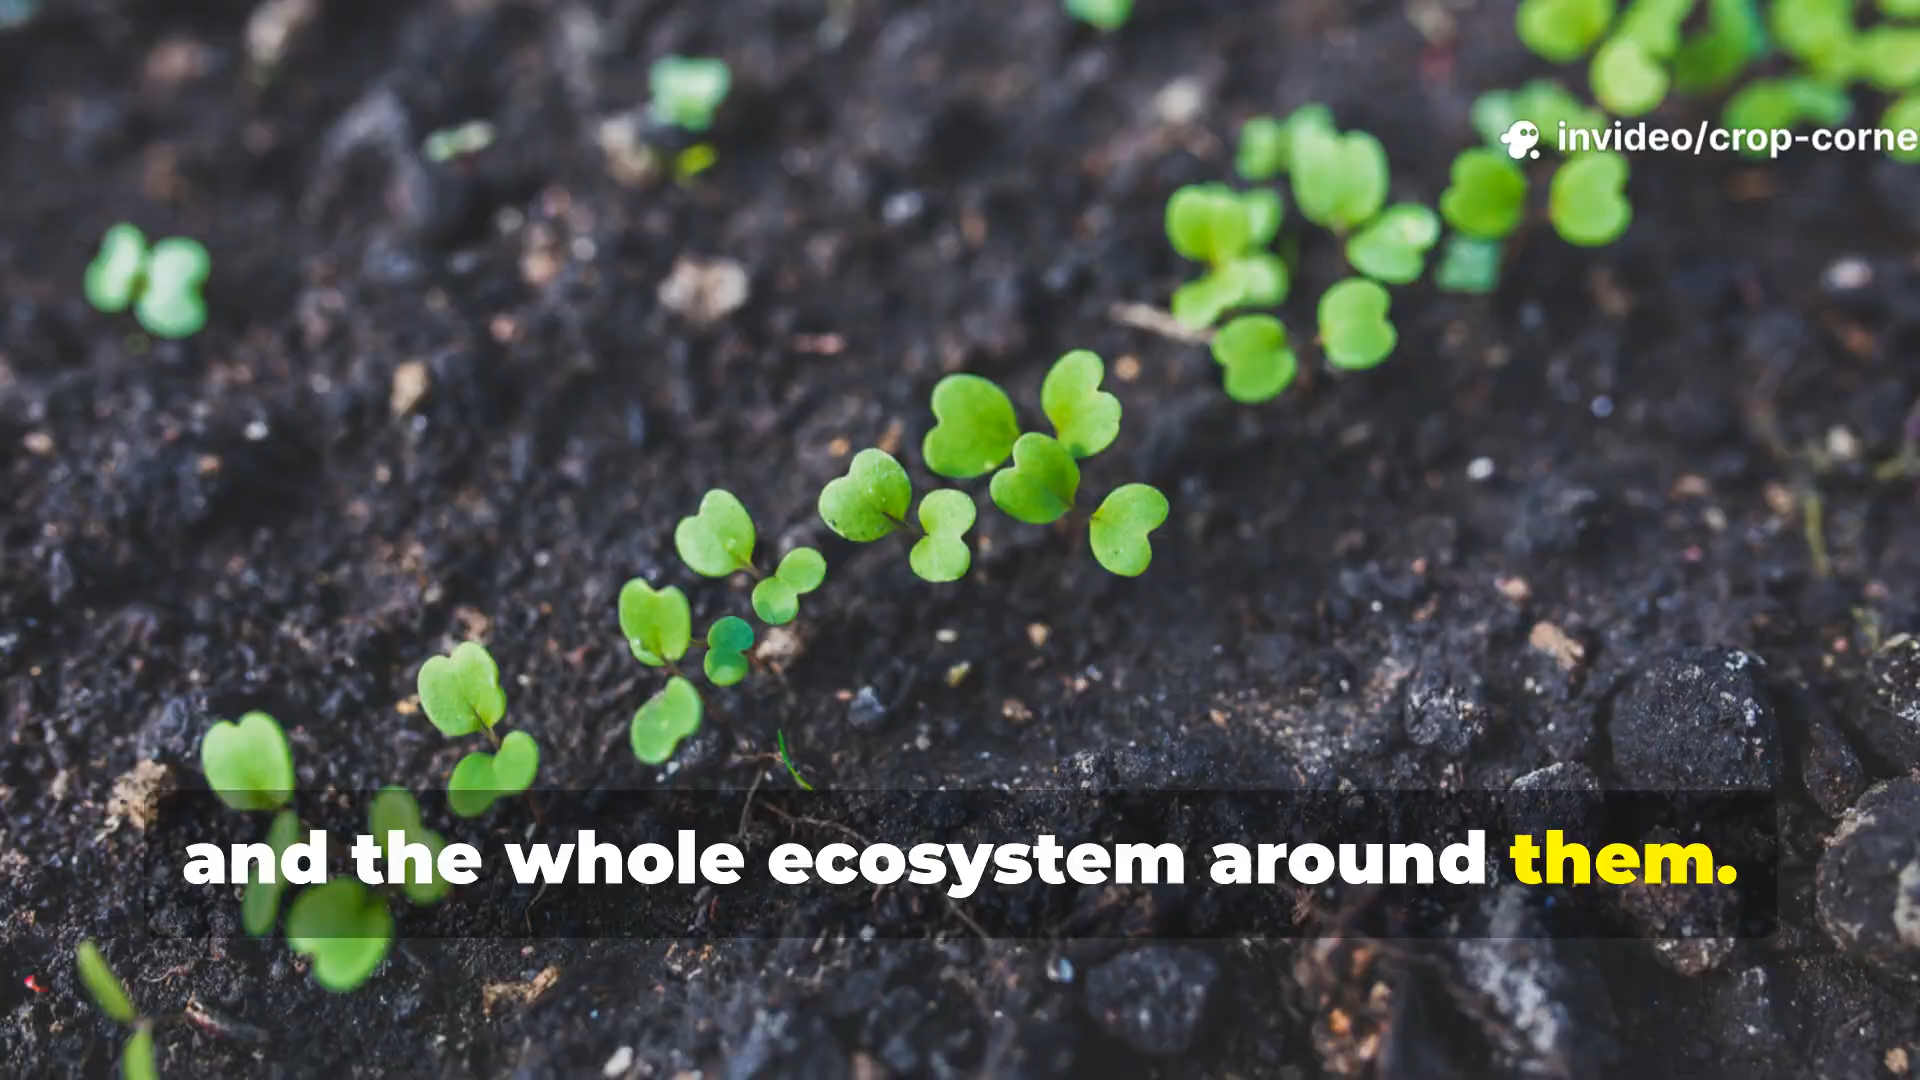 invideo/crop-corne
and the whole ecosystem around them.